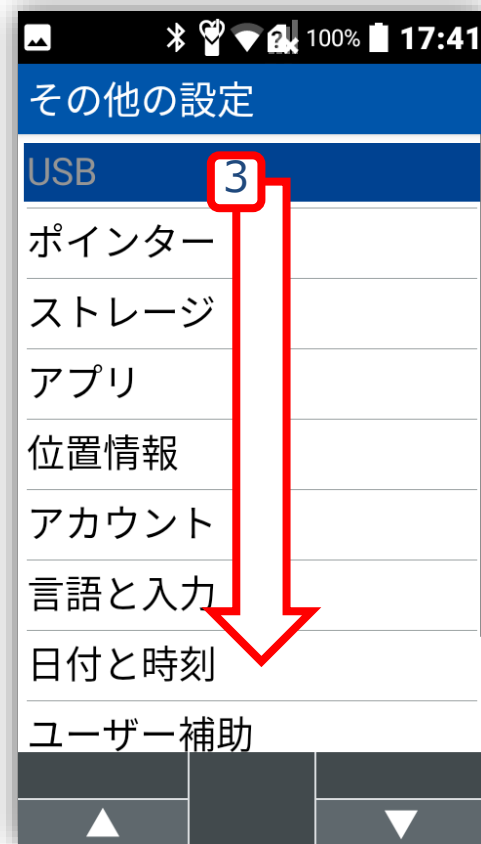 100% 17:41
その他の設定
USB
3
ポインター
ストレージ
アプリ
位置情報
アカウント
言語と入力
日付と時刻
ユーザー補助